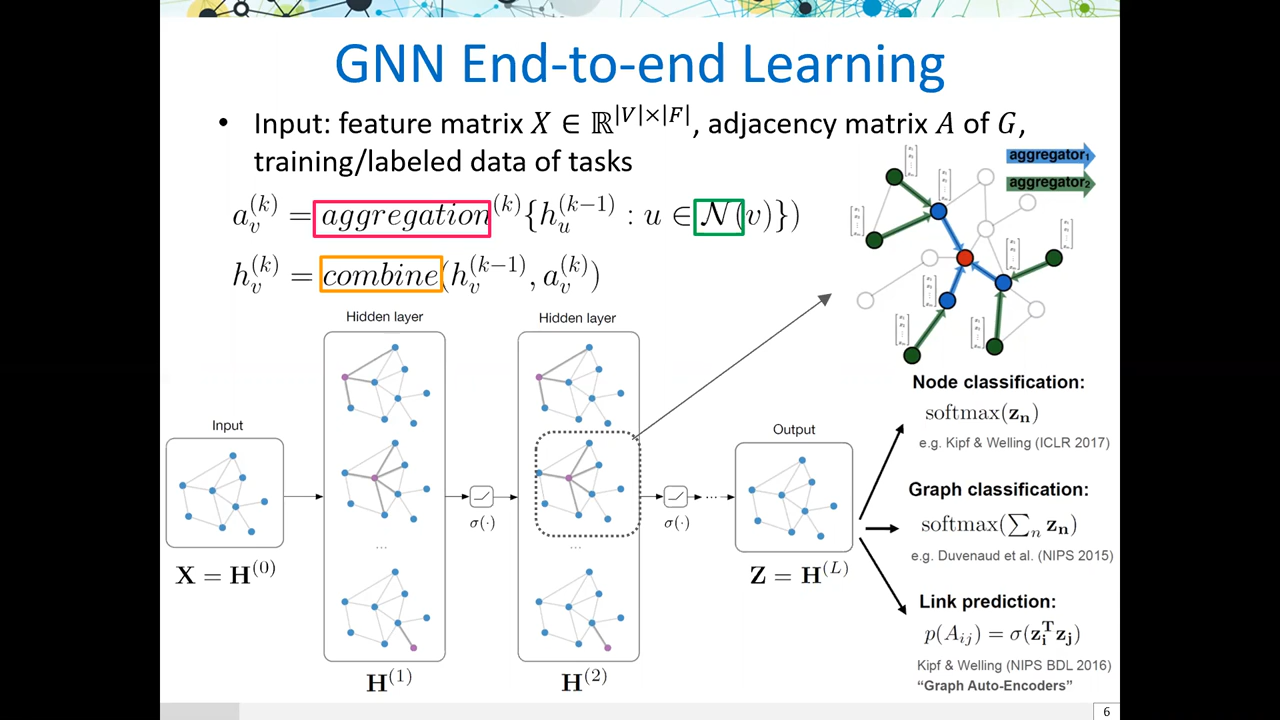 GNN End-to-end Learning
• Input: feature matrix X ∈ ℝ^{|V|×|F|}, adjacency matrix A of G,
training/labeled data of tasks
a_v^{(k)} = aggregation^{(k)}{h_u^{(k−1)} : u ∈ 𝒩(v)})
h_v^{(k)} = combine(h_v^{(k−1)}, a_v^{(k)})
aggregator₁
aggregator₂
Hidden layer
Hidden layer
Input
Output
σ(·)
σ(·)
...
...
...
X = H^{(0)}
H^{(1)}
H^{(2)}
Z = H^{(L)}
Node classification:
softmax(z_n)
e.g. Kipf & Welling (ICLR 2017)
Graph classification:
softmax(∑_n z_n)
e.g. Duvenaud et al. (NIPS 2015)
Link prediction:
p(A_{ij}) = σ(z_i^T z_j)
Kipf & Welling (NIPS BDL 2016)
“Graph Auto-Encoders”
6